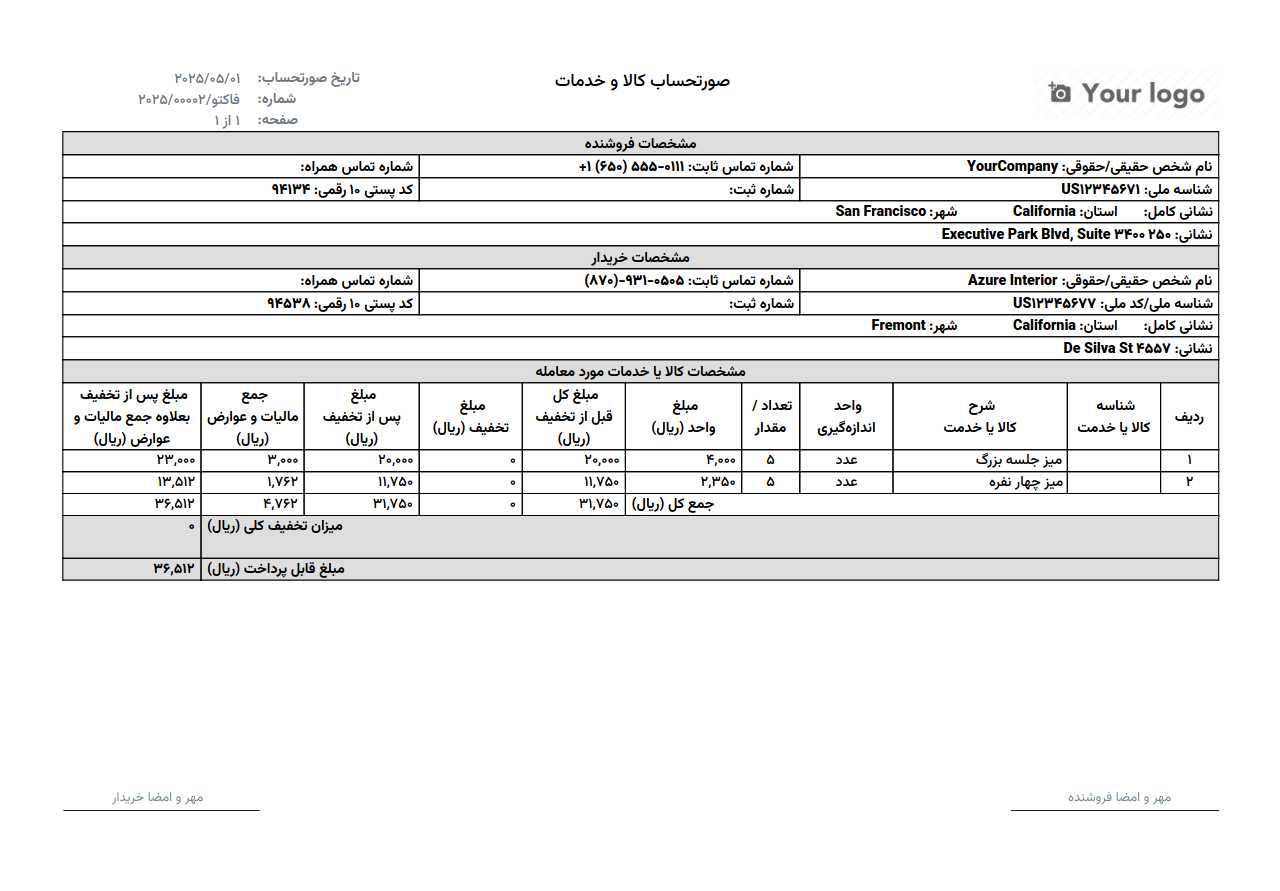 Your logo
صورتحساب کالا و خدمات
تاریخ صورتحساب: ۲۰۲۵/۰۵/۰۱
شماره: فاکتو/۲۰۲۵/۰۰۰۰۲
صفحه: ۱ از ۱
مشخصات فروشنده
نام شخص حقیقی/حقوقی: YourCompany شماره تماس ثابت: ۰۱۱۱-۵۵۵ (۶۵۰) ۱+ شماره تماس همراه:
شناسه ملی: US۱۲۳۴۵۶۷۱ شماره ثبت: کد پستی ۱۰ رقمی: ۹۴۱۳۴
نشانی کامل: استان: California شهر: San Francisco
نشانی: ۲۵۰ Executive Park Blvd, Suite ۳۴۰۰
مشخصات خریدار
نام شخص حقیقی/حقوقی: Azure Interior شماره تماس ثابت: ۰۵۰۵-۹۳۱-(۸۷۰) شماره تماس همراه:
شناسه ملی/کد ملی: US۱۲۳۴۵۶۷۷ شماره ثبت: کد پستی ۱۰ رقمی: ۹۴۵۳۸
نشانی کامل: استان: California شهر: Fremont
نشانی: ۴۵۵۷ De Silva St
مشخصات کالا یا خدمات مورد معامله
ردیف
شناسه
کالا یا خدمت
شرح
کالا یا خدمت
واحد
اندازه‌گیری
تعداد /
مقدار
مبلغ
واحد (ریال)
مبلغ کل
قبل از تخفیف
(ریال)
مبلغ
تخفیف (ریال)
مبلغ
پس از تخفیف
(ریال)
جمع
مالیات و عوارض
(ریال)
مبلغ پس از تخفیف
بعلاوه جمع مالیات و
عوارض (ریال)
۱ میز جلسه بزرگ عدد ۵ ۴,۰۰۰ ۲۰,۰۰۰ ۰ ۲۰,۰۰۰ ۳,۰۰۰ ۲۳,۰۰۰
۲ میز چهار نفره عدد ۵ ۲,۳۵۰ ۱۱,۷۵۰ ۰ ۱۱,۷۵۰ ۱,۷۶۲ ۱۳,۵۱۲
جمع کل (ریال) ۳۱,۷۵۰ ۰ ۳۱,۷۵۰ ۴,۷۶۲ ۳۶,۵۱۲
میزان تخفیف کلی (ریال) ۰
مبلغ قابل پرداخت (ریال) ۳۶,۵۱۲
مهر و امضا فروشنده
مهر و امضا خریدار